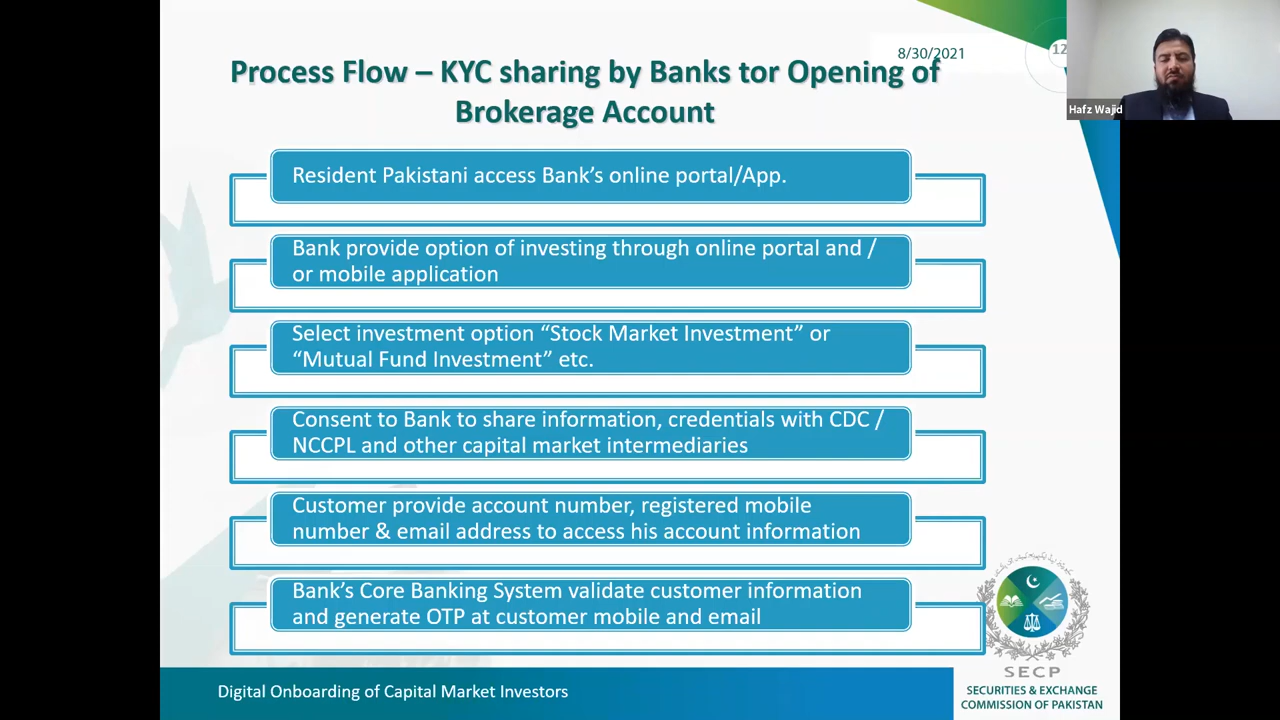 8/30/2021
12
Process Flow – KYC sharing by Banks tor Opening of
Brokerage Account
Hafz Wajid
Resident Pakistani access Bank's online portal/App.
Bank provide option of investing through online portal and /
or mobile application
Select investment option “Stock Market Investment” or
“Mutual Fund Investment” etc.
Consent to Bank to share information, credentials with CDC /
NCCPL and other capital market intermediaries
Customer provide account number, registered mobile
number & email address to access his account information
Bank's Core Banking System validate customer information
and generate OTP at customer mobile and email
SECP
SECURITIES & EXCHANGE
COMMISSION OF PAKISTAN
Digital Onboarding of Capital Market Investors